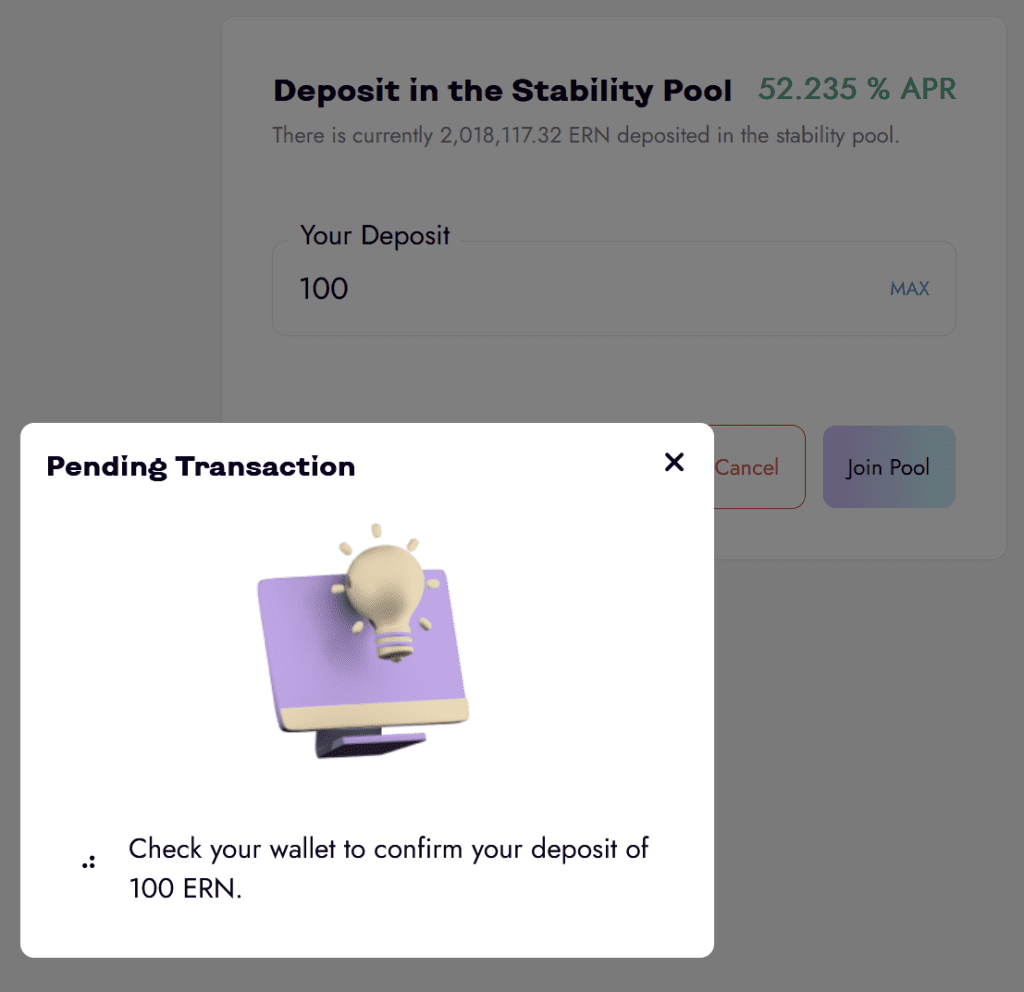 Deposit in the Stability Pool 52.235 % APR
There is currently 2,018,117.32 ERN deposited in the stability pool.
Your Deposit
100 MAX
Cancel Join Pool
Pending Transaction
Check your wallet to confirm your deposit of
100 ERN.